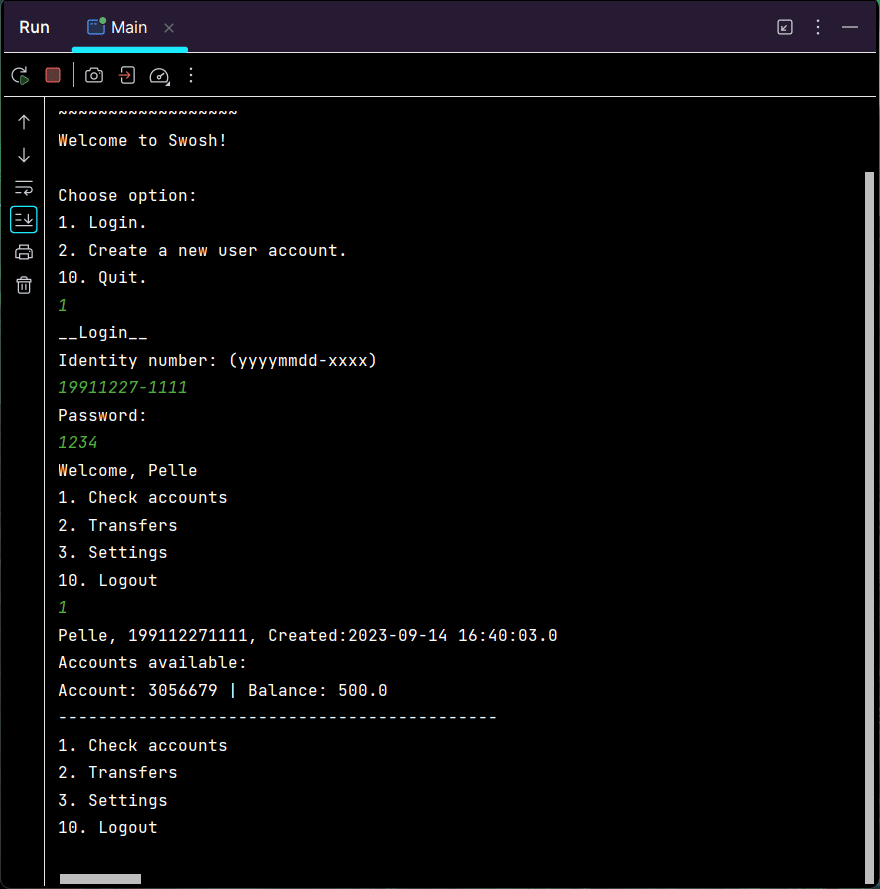 Run Main
~~~~~~~~~~~~~~~~~~
Welcome to Swosh!
Choose option:
1. Login.
2. Create a new user account.
10. Quit.
1
__Login__
Identity number: (yyyymmdd-xxxx)
19911227-1111
Password:
1234
Welcome, Pelle
1. Check accounts
2. Transfers
3. Settings
10. Logout
1
Pelle, 199112271111, Created:2023-09-14 16:40:03.0
Accounts available:
Account: 3056679 | Balance: 500.0
--------------------------------------------
1. Check accounts
2. Transfers
3. Settings
10. Logout